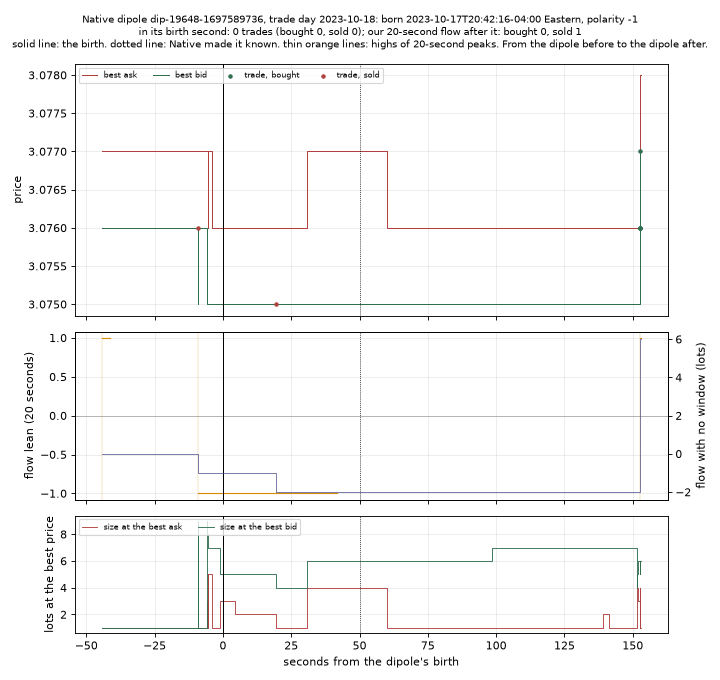 Native dipole dip-19648-1697589736, trade day 2023-10-18: born 2023-10-17T20:42:16-04:00 Eastern, polarity -1
in its birth second: 0 trades (bought 0, sold 0); our 20-second flow after it: bought 0, sold 1
solid line: the birth. dotted line: Native made it known. thin orange lines: highs of 20-second peaks. From the dipole before to the dipole after.
best ask best bid trade, bought trade, sold
3.0780
3.0775
3.0770
3.0765
3.0760
3.0755
3.0750
price
1.0
0.5
0.0
−0.5
−1.0
flow lean (20 seconds)
6
4
2
0
−2
flow with no window (lots)
size at the best ask size at the best bid
8
6
4
2
lots at the best price
−50 −25 0 25 50 75 100 125 150
seconds from the dipole's birth